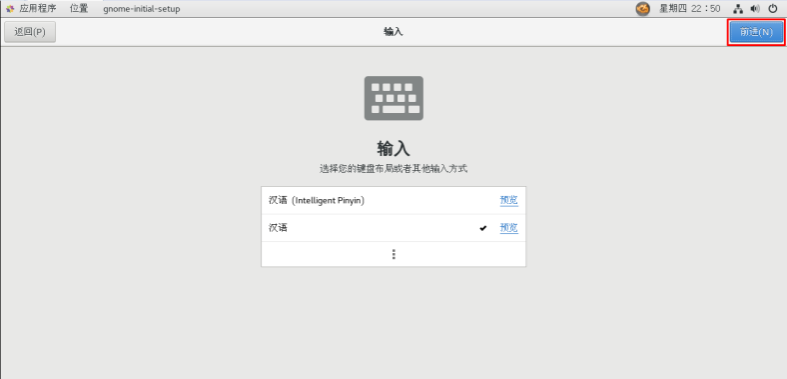 应用程序 位置 gnome-initial-setup 星期四 22：50
返回(P) 输入 前进(N)
输入
选择您的键盘布局或者其他输入方式
汉语 (Intelligent Pinyin) 预览
汉语 ✔ 预览